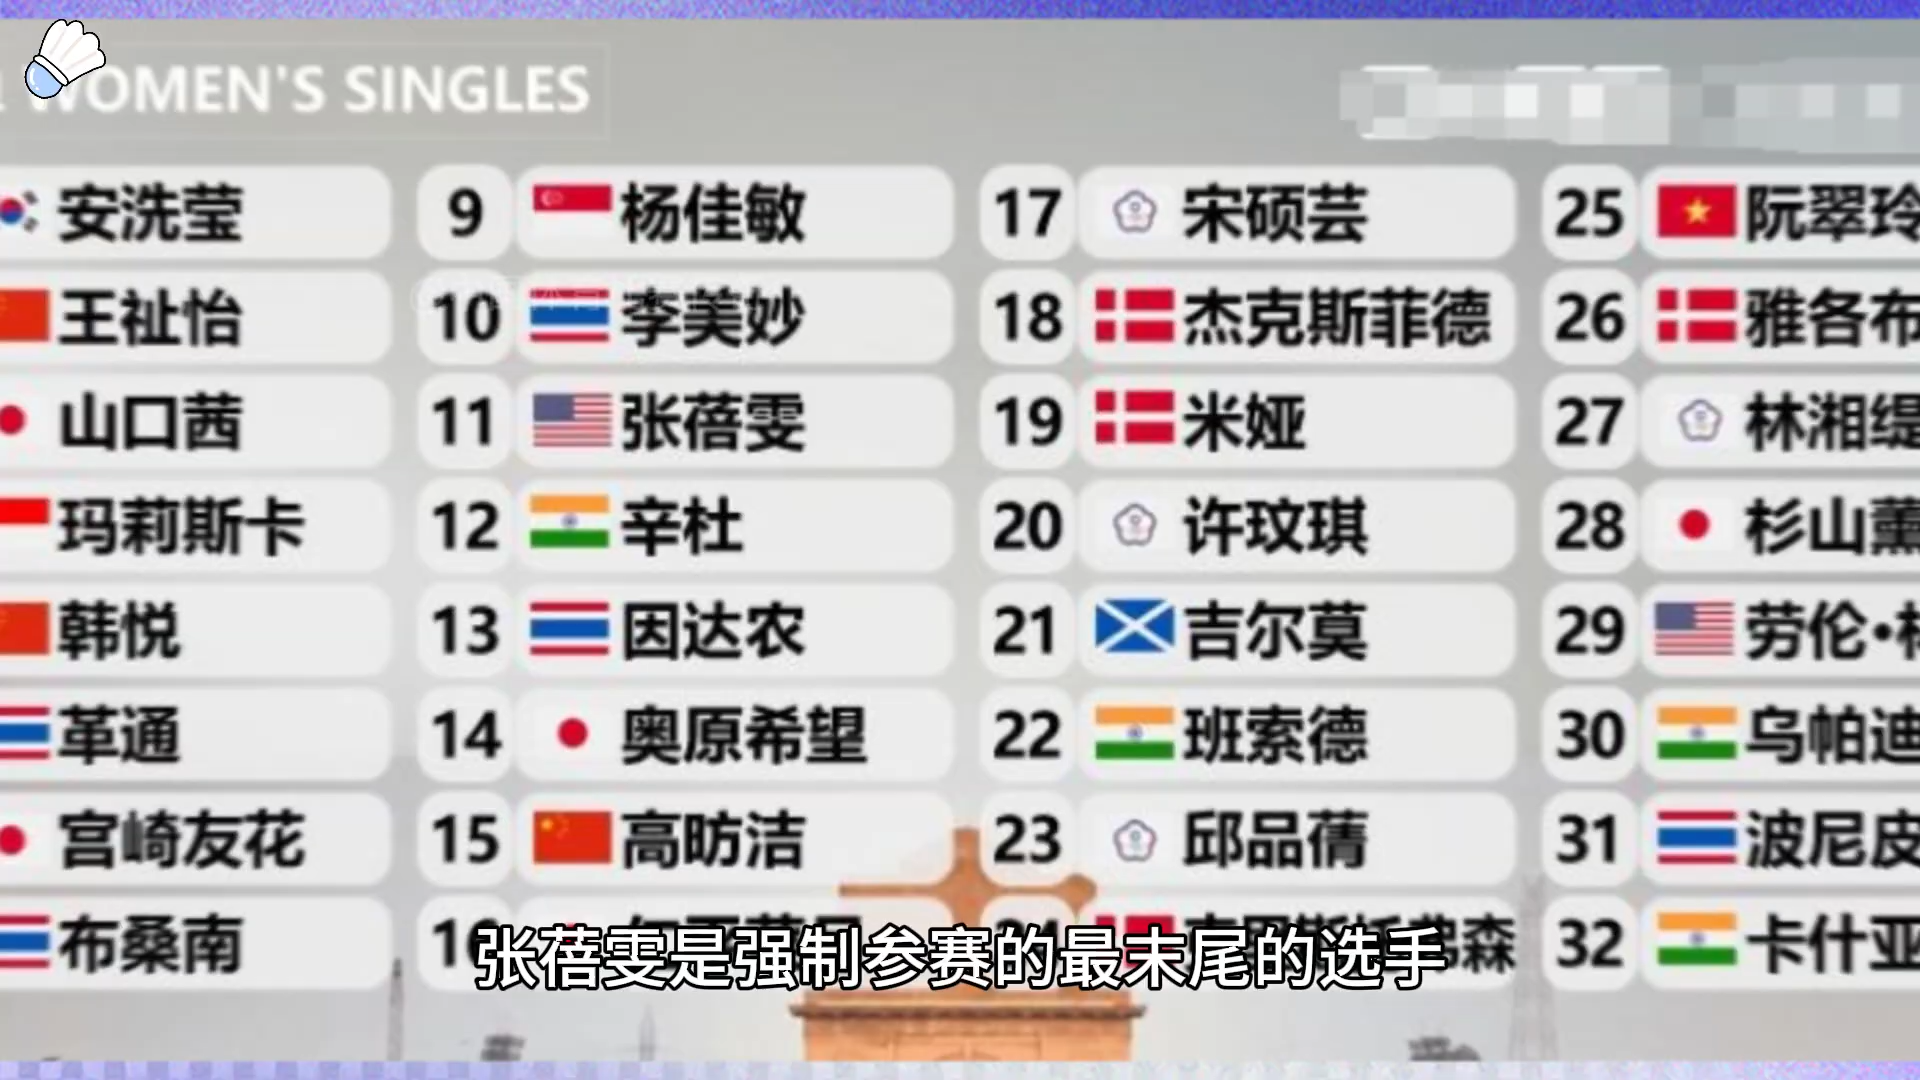 WOMEN'S SINGLES
安洗莹
9 杨佳敏
17 宋硕芸
25 阮翠玲
王祉怡
10 李美妙
18 杰克斯菲德
26 雅各布
山口茜
11 张蓓雯
19 米娅
27 林湘缇
玛莉斯卡
12 辛杜
20 许玟琪
28 杉山薰
韩悦
13 因达农
21 吉尔莫
29 劳伦·林
革通
14 奥原希望
22 班索德
30 乌帕迪
宫崎友花
15 高昉洁
23 邱品蒨
31 波尼皮
布桑南
32 卡什亚
张蓓雯是强制参赛的最末尾的选手